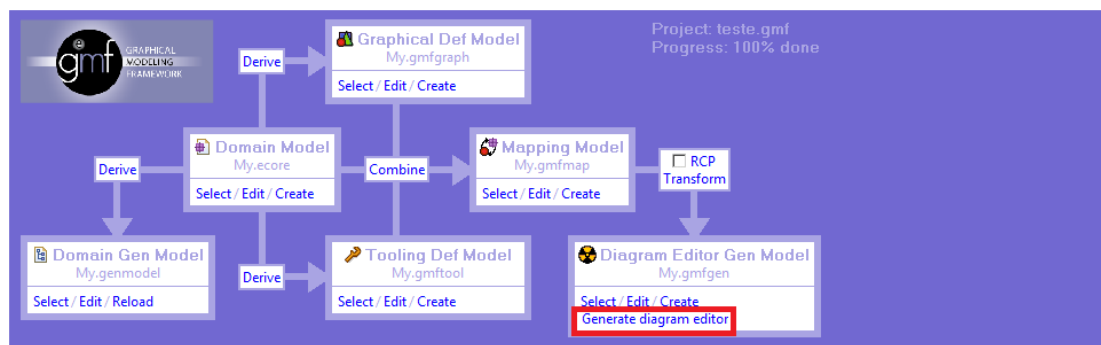 @
gmf
GRAPHICAL
MODELING
FRAMEWORK
Project: teste.gmf
Progress: 100% done
Derive
Graphical Def Model
My.gmfgraph
Select / Edit / Create
Derive
Domain Model
My.ecore
Select / Edit / Create
Combine
Mapping Model
My.gmfmap
Select / Edit / Create
RCP
Transform
Domain Gen Model
My.genmodel
Select / Edit / Reload
Derive
Tooling Def Model
My.gmftool
Select / Edit / Create
Diagram Editor Gen Model
My.gmfgen
Select / Edit / Create
Generate diagram editor